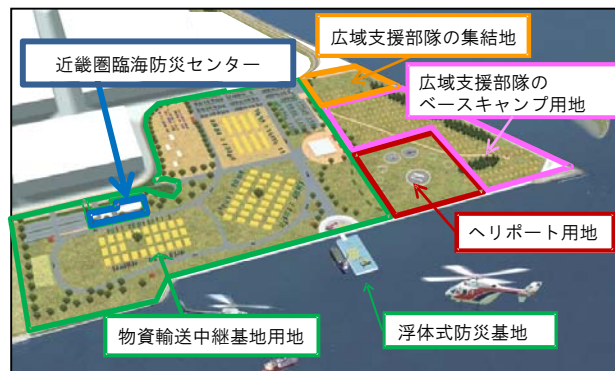 広域支援部隊の集結地
近畿圏臨海防災センター
広域支援部隊の
ベースキャンプ用地
ヘリポート用地
物資輸送中継基地用地
浮体式防災基地